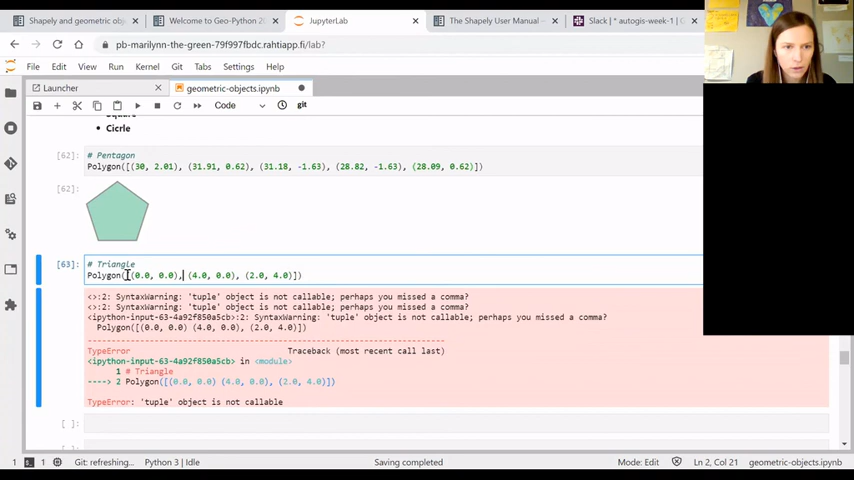 Shapely and geometric obj
Welcome to Geo-Python 20
JupyterLab
The Shapely User Manual —
Slack | * autogis-week-1 | G
pb-marilynn-the-green-79f997fbdc.rahtiapp.fi/lab?
File Edit View Run Kernel Git Tabs Settings Help
Launcher
geometric-objects.ipynb
Code
git
Square
• Cicrle
[62]:
# Pentagon
Polygon([(30, 2.01), (31.91, 0.62), (31.18, -1.63), (28.82, -1.63), (28.09, 0.62)])
[62]:
[63]:
# Triangle
Polygon([(0.0, 0.0), (4.0, 0.0), (2.0, 4.0)])
<>:2: SyntaxWarning: 'tuple' object is not callable; perhaps you missed a comma?
<>:2: SyntaxWarning: 'tuple' object is not callable; perhaps you missed a comma?
<ipython-input-63-4a92f850a5cb>:2: SyntaxWarning: 'tuple' object is not callable; perhaps you missed a comma?
Polygon([(0.0, 0.0) (4.0, 0.0), (2.0, 4.0)])
---------------------------------------------------------------------------
TypeError Traceback (most recent call last)
<ipython-input-63-4a92f850a5cb> in <module>
1 # Triangle
----> 2 Polygon([(0.0, 0.0) (4.0, 0.0), (2.0, 4.0)])
TypeError: 'tuple' object is not callable
[ ]:
[ ]:
1 1 Git: refreshing... Python 3 | Idle Saving completed Mode: Edit Ln 2, Col 21 geometric-objects.ipynb